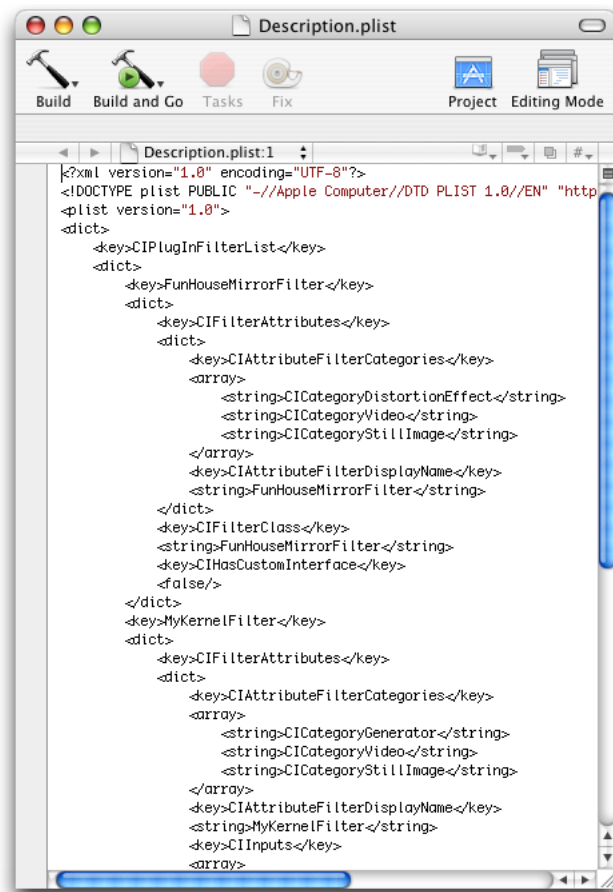 Description.plist
Build Build and Go Tasks Fix Project Editing Mode
Description.plist:1 #
<?xml version="1.0" encoding="UTF-8"?>
<!DOCTYPE plist PUBLIC "-//Apple Computer//DTD PLIST 1.0//EN" "http
<plist version="1.0">
<dict>
<key>CIPlugInFilterList</key>
<dict>
<key>FunHouseMirrorFilter</key>
<dict>
<key>CIFilterAttributes</key>
<dict>
<key>CIAttributeFilterCategories</key>
<array>
<string>CICategoryDistortionEffect</string>
<string>CICategoryVideo</string>
<string>CICategoryStillImage</string>
</array>
<key>CIAttributeFilterDisplayName</key>
<string>FunHouseMirrorFilter</string>
</dict>
<key>CIFilterClass</key>
<string>FunHouseMirrorFilter</string>
<key>CIHasCustomInterface</key>
<false/>
</dict>
<key>MyKernelFilter</key>
<dict>
<key>CIFilterAttributes</key>
<dict>
<key>CIAttributeFilterCategories</key>
<array>
<string>CICategoryGenerator</string>
<string>CICategoryVideo</string>
<string>CICategoryStillImage</string>
</array>
<key>CIAttributeFilterDisplayName</key>
<string>MyKernelFilter</string>
<key>CIInputs</key>
<array>